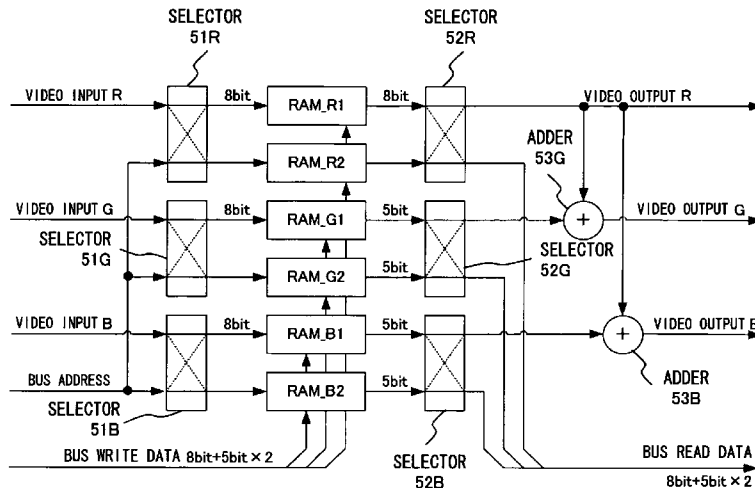 SELECTOR
51R
SELECTOR
52R
VIDEO INPUT R
8bit
RAM_R1
8bit
VIDEO OUTPUT R
ADDER
53G
RAM_R2
VIDEO INPUT G
8bit
RAM_G1
5bit
VIDEO OUTPUT G
SELECTOR
51G
SELECTOR
52G
RAM_G2
5bit
VIDEO INPUT B
8bit
RAM_B1
5bit
VIDEO OUTPUT B
BUS ADDRESS
RAM_B2
5bit
ADDER
53B
SELECTOR
51B
BUS WRITE DATA 8bit+5bit×2
SELECTOR
52B
BUS READ DATA
8bit+5bit×2